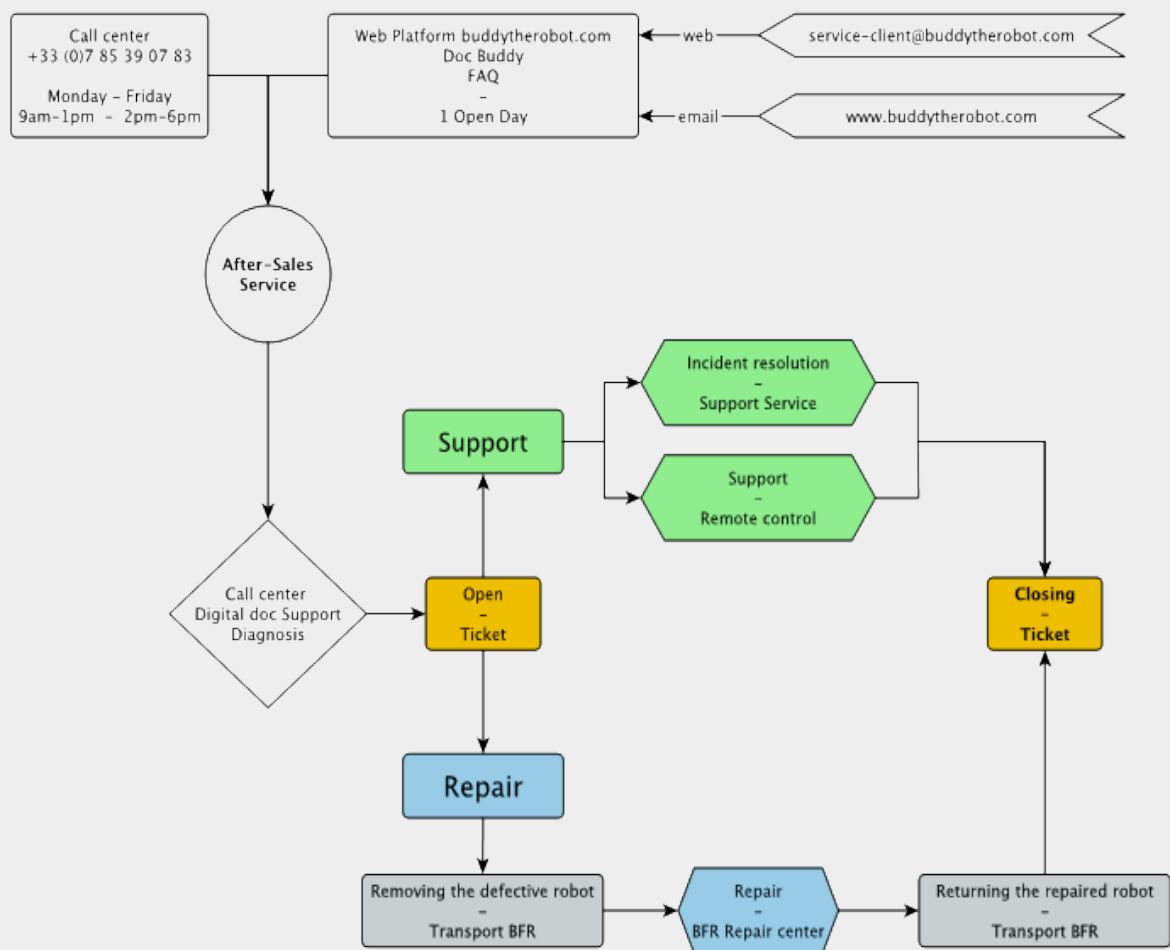 Call center
+33 (0)7 85 39 07 83
Monday – Friday
9am-1pm – 2pm-6pm
Web Platform buddytherobot.com
Doc Buddy
FAQ
–
1 Open Day
web
service-client@buddytherobot.com
email
www.buddytherobot.com
After-Sales
Service
Incident resolution
–
Support Service
Support
Support
–
Remote control
Call center
Digital doc Support
Diagnosis
Open
–
Ticket
Closing
–
Ticket
Repair
Removing the defective robot
–
Transport BFR
Repair
–
BFR Repair center
Returning the repaired robot
–
Transport BFR